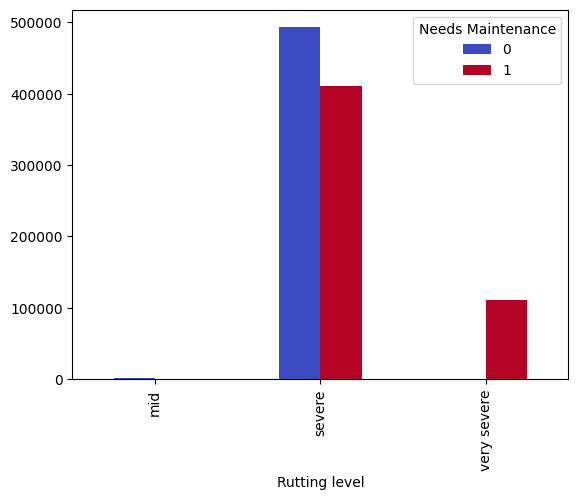 500000
400000
300000
200000
100000
0
Needs Maintenance
0
1
mid
severe
very severe
Rutting level